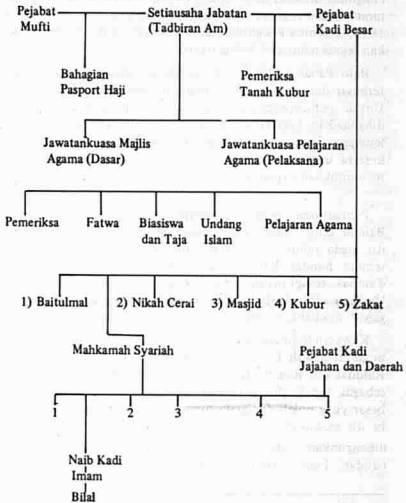 Pejabat
Mufti
Setiausaha Jabatan
(Tadbiran Am)
Pejabat
Kadi Besar
Bahagian
Pasport Haji
Pemeriksa
Tanah Kubur
Jawatankuasa Majlis
Agama (Dasar)
Jawatankuasa Pelajaran
Agama (Pelaksana)
Pemeriksa
Fatwa
Biasiswa
dan Taja
Undang
Islam
Pelajaran Agama
1) Baitulmal
2) Nikah Cerai
3) Masjid
4) Kubur
5) Zakat
Mahkamah Syariah
Pejabat Kadi
Jajahan dan Daerah
1
2
3
4
5
Naib Kadi
Imam
Bilal